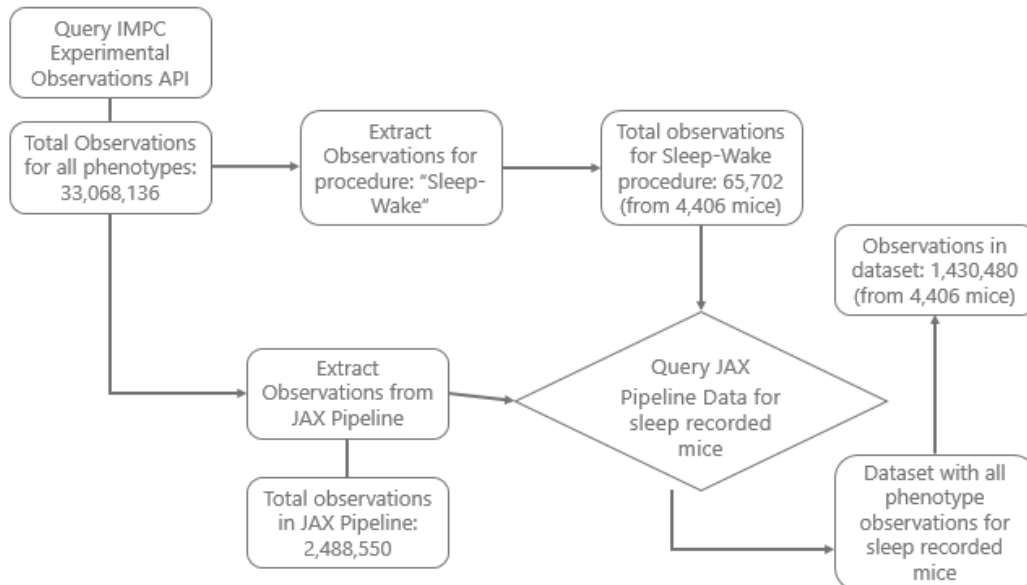 Query IMPC
Experimental
Observations API
Total Observations
for all phenotypes:
33,068,136
Extract
Observations for
procedure: “Sleep-
Wake”
Total observations
for Sleep-Wake
procedure: 65,702
(from 4,406 mice)
Observations in
dataset: 1,430,480
(from 4,406 mice)
Extract
Observations from
JAX Pipeline
Query JAX
Pipeline Data for
sleep recorded
mice
Total observations
in JAX Pipeline:
2,488,550
Dataset with all
phenotype
observations for
sleep recorded
mice